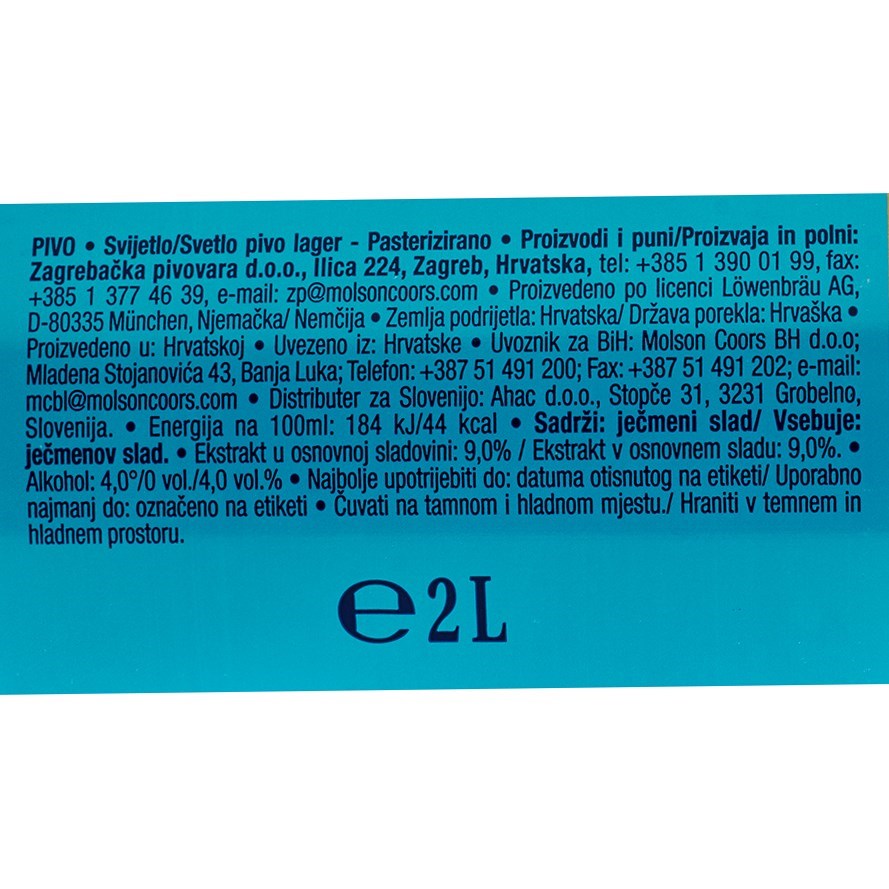 PIVO • Svijetlo/Svetlo pivo lager - Pasterizirano • Proizvodi i puni/Proizvaja in polni:
Zagrebačka pivovara d.o.o., Ilica 224, Zagreb, Hrvatska, tel: +385 1 390 01 99, fax:
+385 1 377 46 39, e-mail: zp@molsoncoors.com • Proizvedeno po licenci Löwenbräu AG,
D-80335 München, Njemačka/ Nemčija • Zemlja podrijetla: Hrvatska/ Država porekla: Hrvaška •
Proizvedeno u: Hrvatskoj • Uvezeno iz: Hrvatske • Uvoznik za BiH: Molson Coors BH d.o.o;
Mladena Stojanovića 43, Banja Luka; Telefon: +387 51 491 200; Fax: +387 51 491 202; e-mail:
mcbl@molsoncoors.com • Distributer za Slovenijo: Ahac d.o.o., Stopče 31, 3231 Grobelno,
Slovenija. • Energija na 100ml: 184 kJ/44 kcal • Sadrži: ječmeni slad/ Vsebuje:
ječmenov slad. • Ekstrakt u osnovnoj sladovini: 9,0% / Ekstrakt v osnovnem sladu: 9,0%. •
Alkohol: 4,0°/0 vol./4,0 vol.% • Najbolje upotrijebiti do: datuma otisnutog na etiketi/ Uporabno
najmanj do: označeno na etiketi • Čuvati na tamnom i hladnom mjestu./ Hraniti v temnem in
hladnem prostoru.
℮ 2L